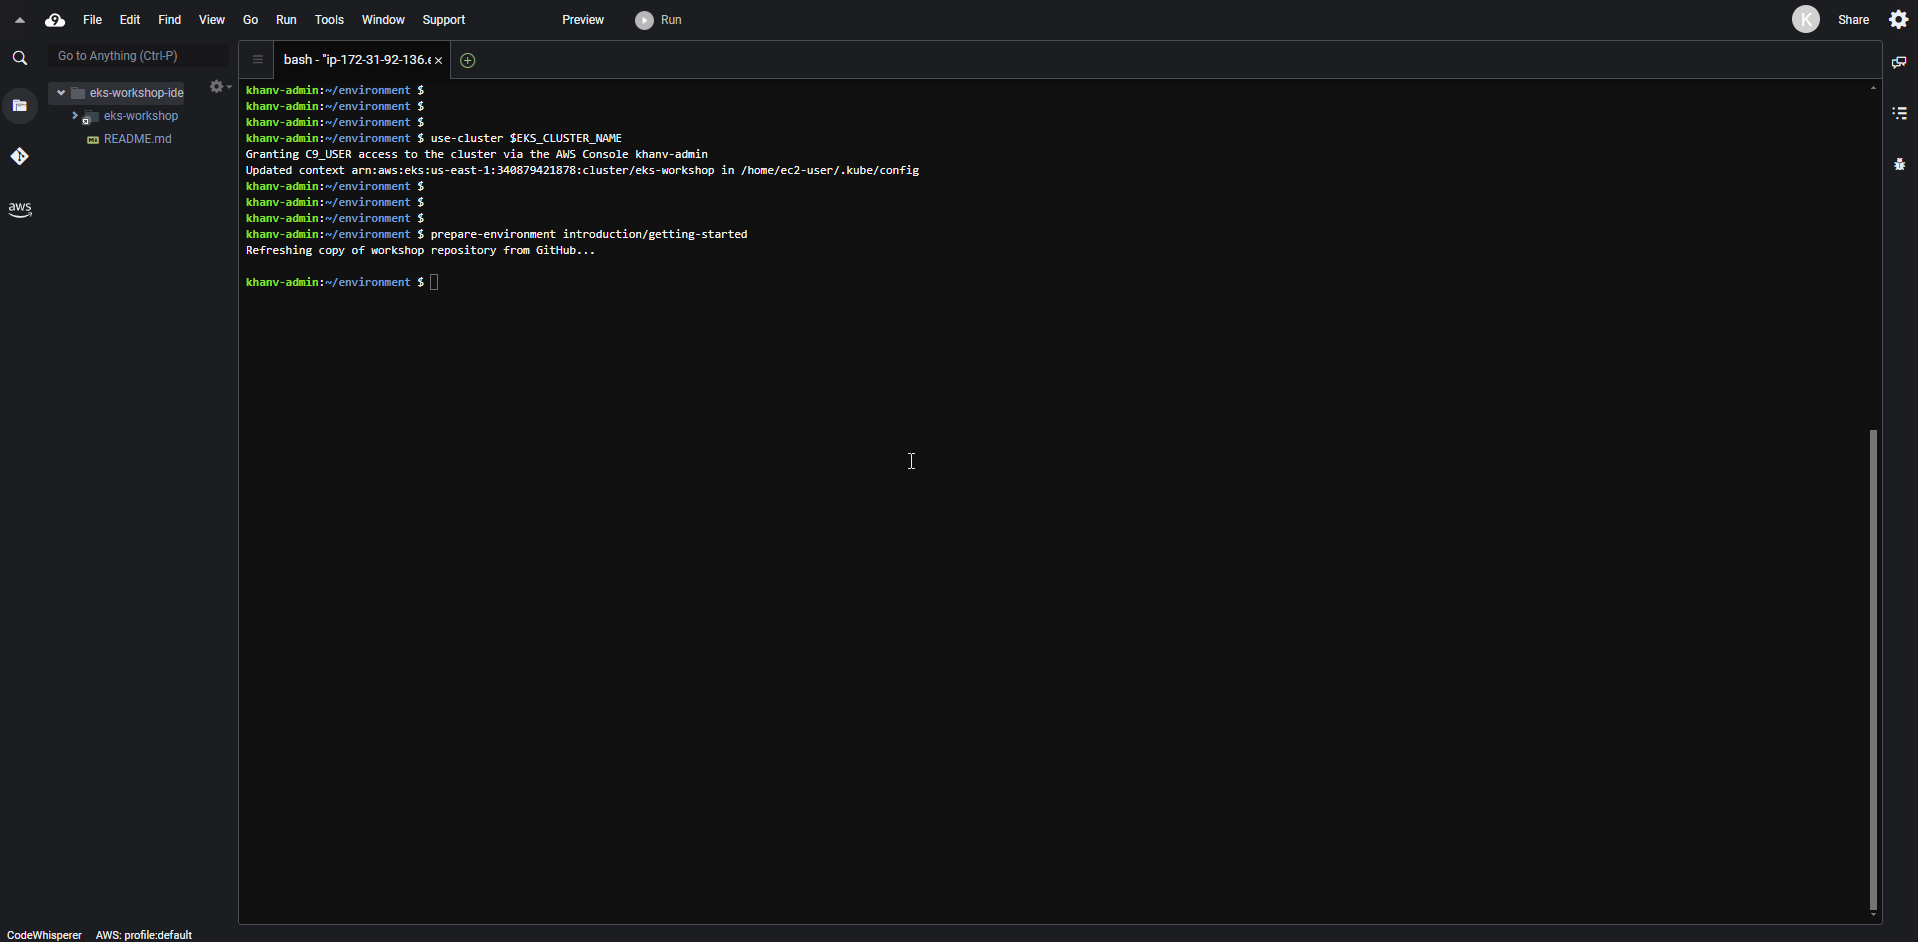 File Edit Find View Go Run Tools Window Support Preview Run K Share
Go to Anything (Ctrl-P)
bash - "ip-172-31-92-136.e
eks-workshop-ide
eks-workshop
README.md
aws
khanv-admin:~/environment $
khanv-admin:~/environment $
khanv-admin:~/environment $
khanv-admin:~/environment $ use-cluster $EKS_CLUSTER_NAME
Granting C9_USER access to the cluster via the AWS Console khanv-admin
Updated context arn:aws:eks:us-east-1:340879421878:cluster/eks-workshop in /home/ec2-user/.kube/config
khanv-admin:~/environment $
khanv-admin:~/environment $
khanv-admin:~/environment $
khanv-admin:~/environment $ prepare-environment introduction/getting-started
Refreshing copy of workshop repository from GitHub...
khanv-admin:~/environment $
CodeWhisperer AWS: profile:default